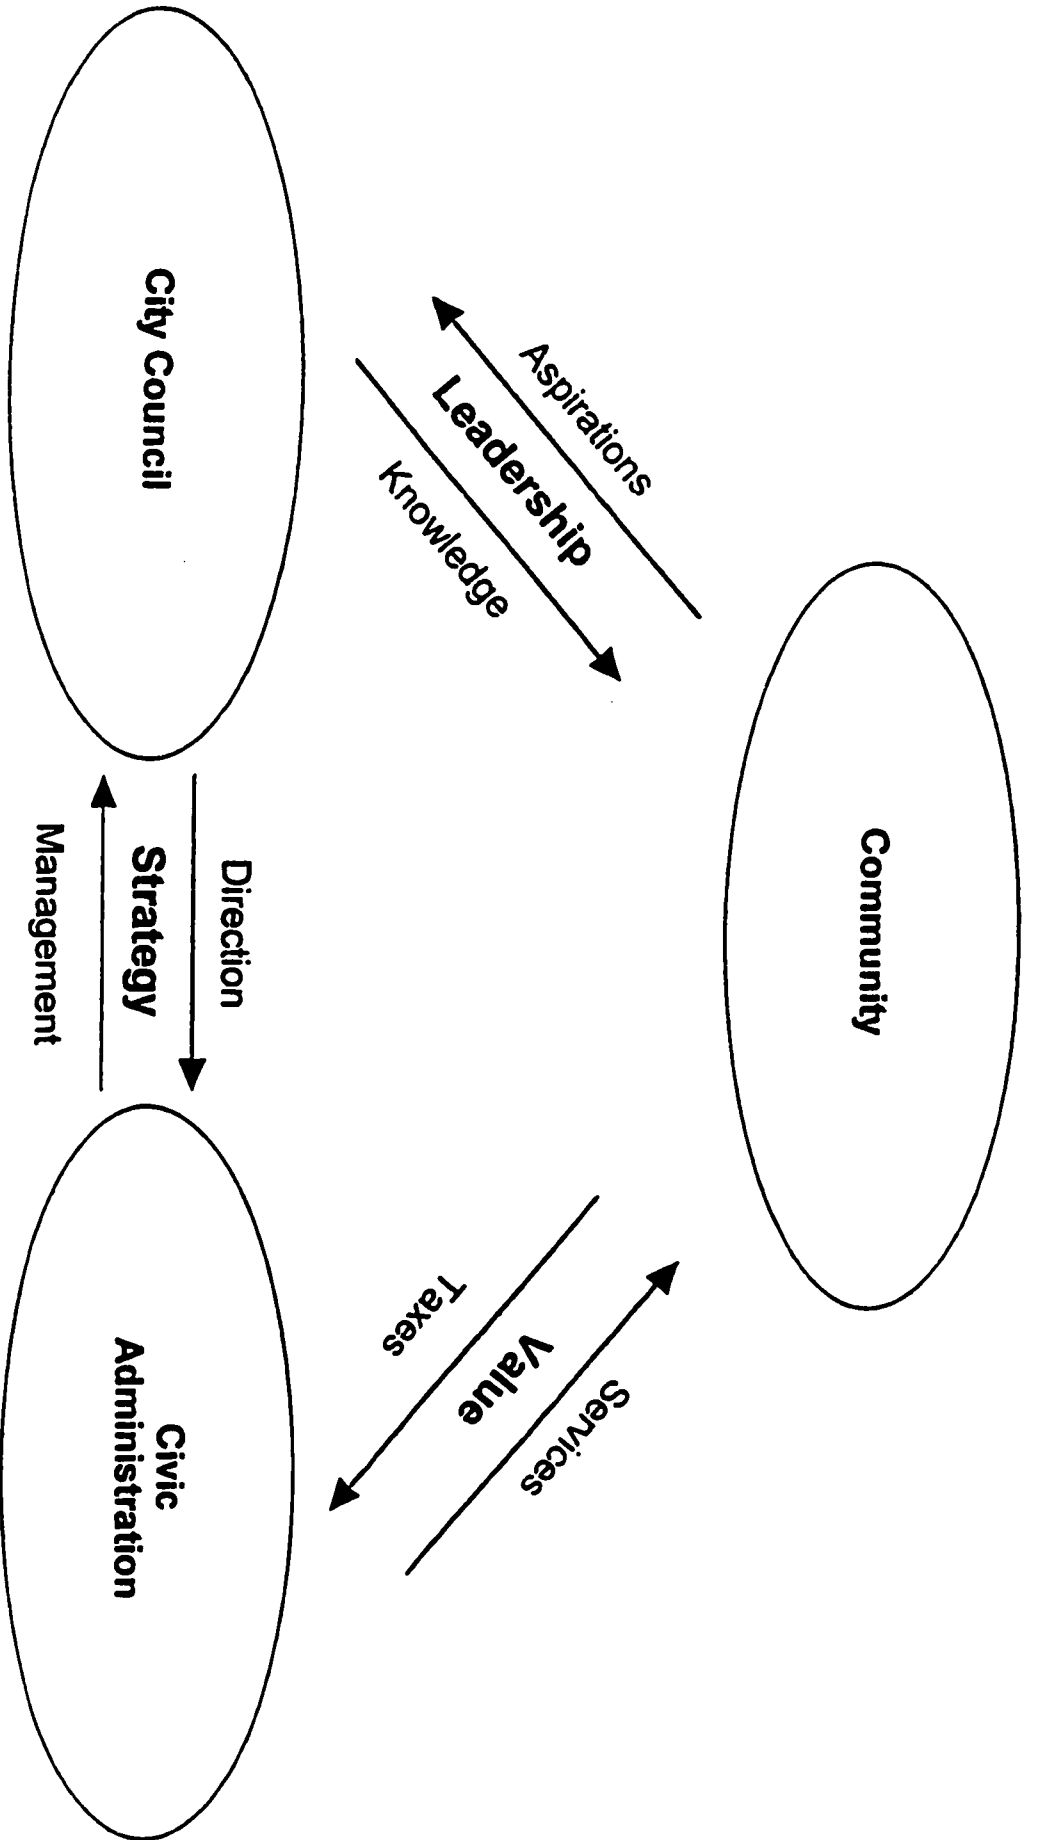 Community
Aspirations
Leadership
Knowledge
Services
Value
Taxes
Direction
Strategy
Management
City Council
Civic
Administration